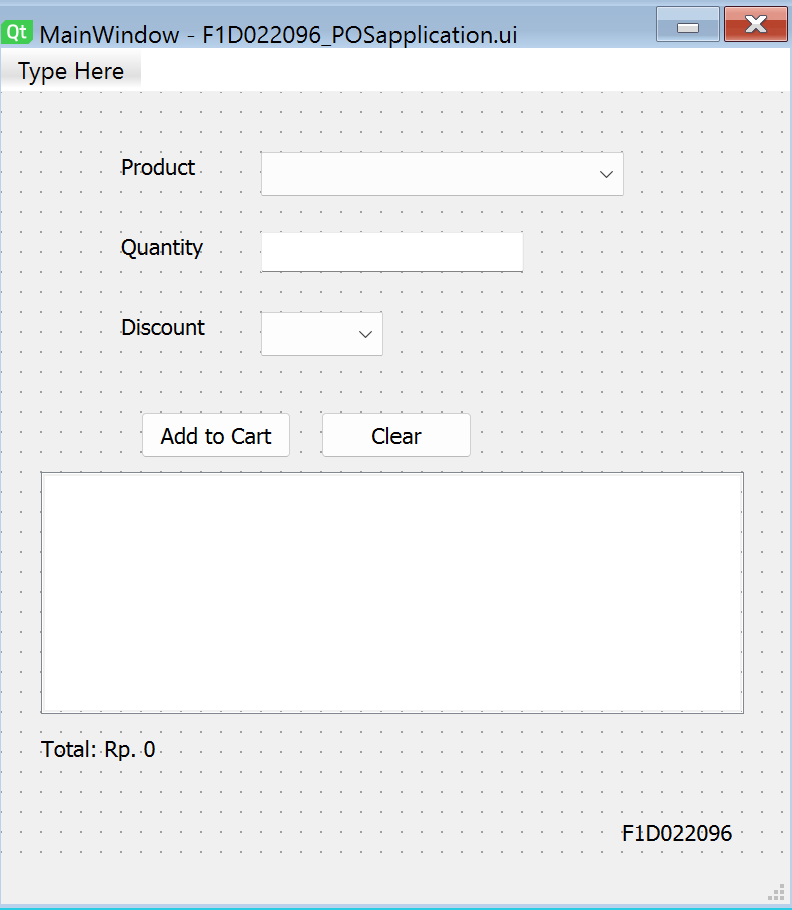 Qt MainWindow - F1D022096_POSapplication.ui
Type Here
Product
Quantity
Discount
Add to Cart Clear
Total: Rp. 0
F1D022096